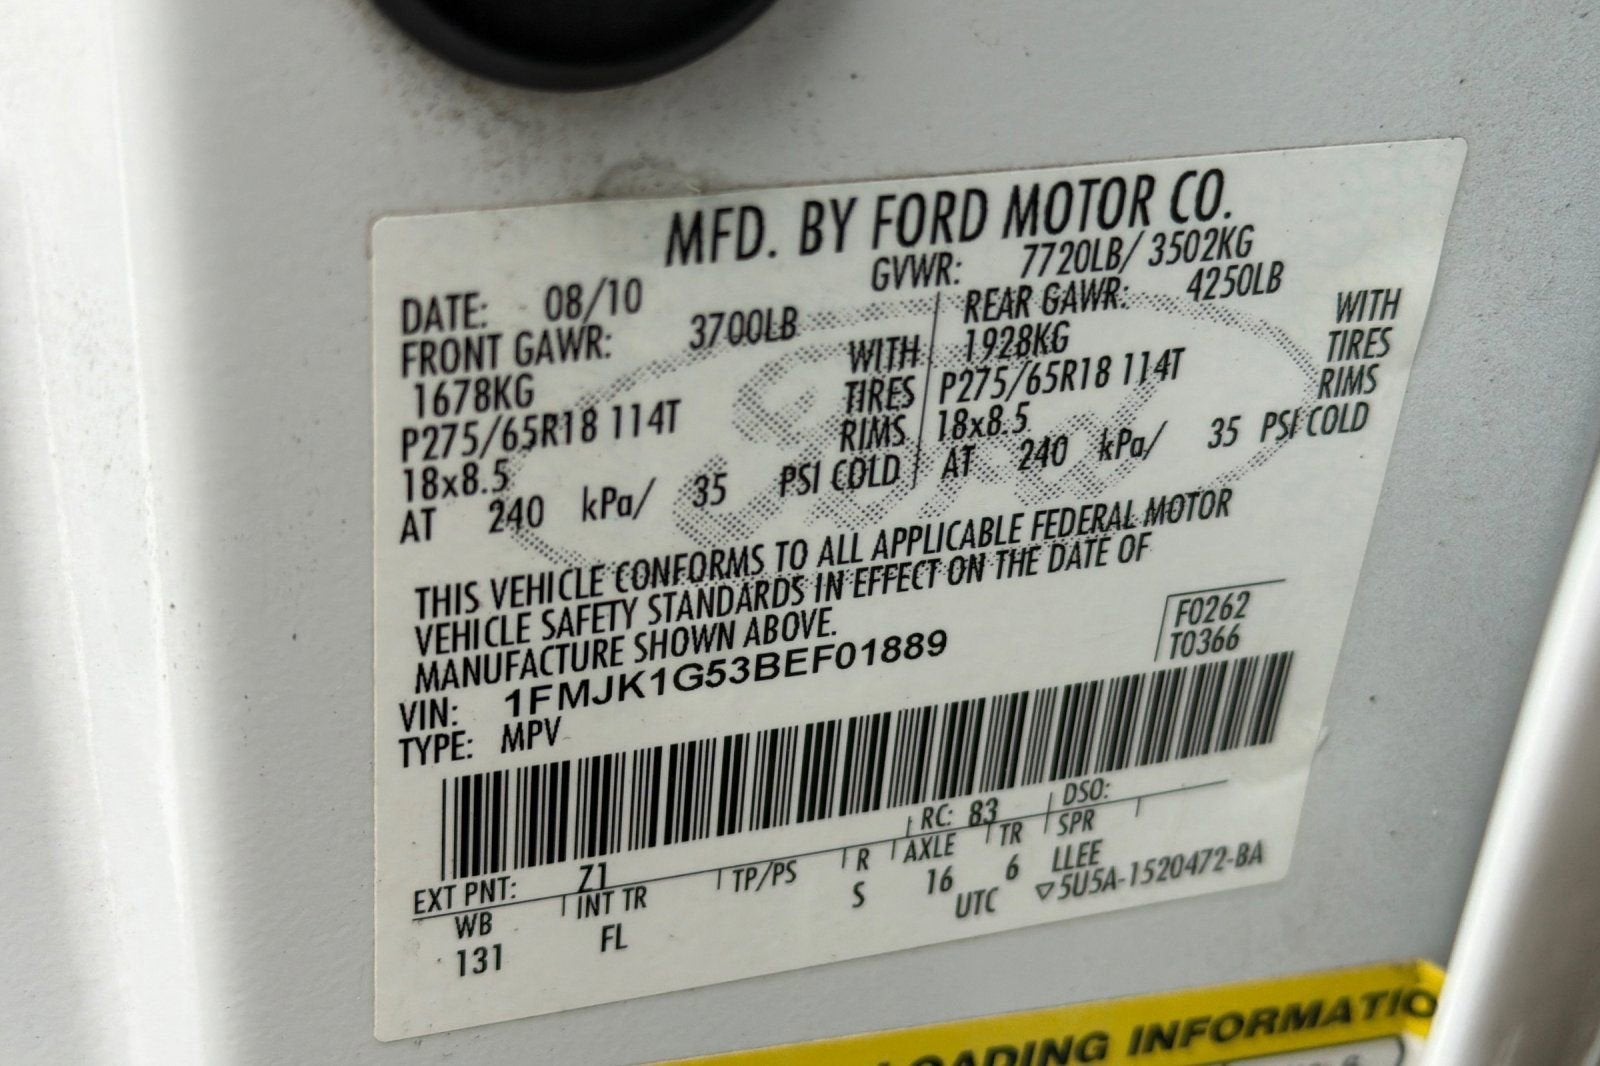 MFD. BY FORD MOTOR CO.
DATE: 08/10 GVWR: 7720LB/ 3502KG
FRONT GAWR: 3700LB REAR GAWR: 4250LB
1678KG WITH 1928KG WITH
P275/65R18 114T TIRES P275/65R18 114T TIRES
18x8.5 RIMS 18x8.5 RIMS
AT 240 kPa/ 35 PSI COLD AT 240 kPa/ 35 PSI COLD
THIS VEHICLE CONFORMS TO ALL APPLICABLE FEDERAL MOTOR
VEHICLE SAFETY STANDARDS IN EFFECT ON THE DATE OF
MANUFACTURE SHOWN ABOVE.
F0262
T0366
VIN: 1FMJK1G53BEF01889
TYPE: MPV
EXT PNT: Z1 RC: 83 DSO:
WB INT TR TP/PS R AXLE TR SPR
131 FL S 16 6 LLEE
UTC ▽5U5A-1520472-BA
OADING INFORMATIO